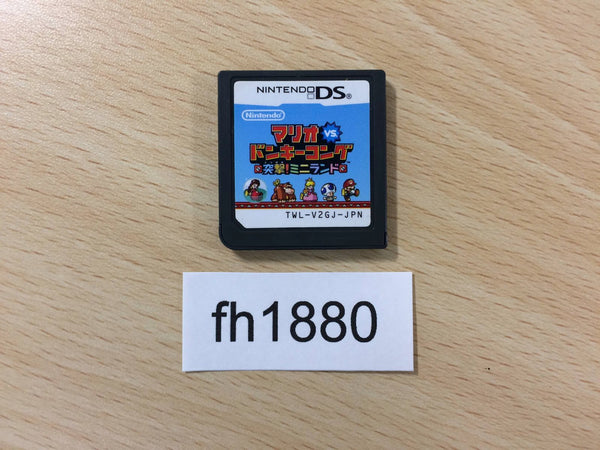 NINTENDO DS®
Nintendo
マリオ VS.
ドンキーコング
突撃!ミニランド
TWL-VZGJ-JPN
fh1880